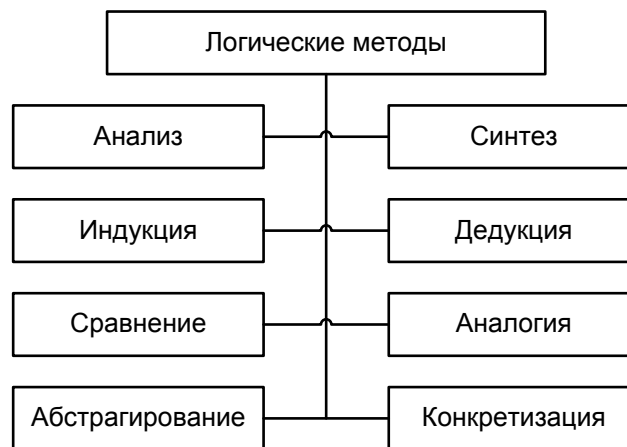 Логические методы
Анализ
Синтез
Индукция
Дедукция
Сравнение
Аналогия
Абстрагирование
Конкретизация